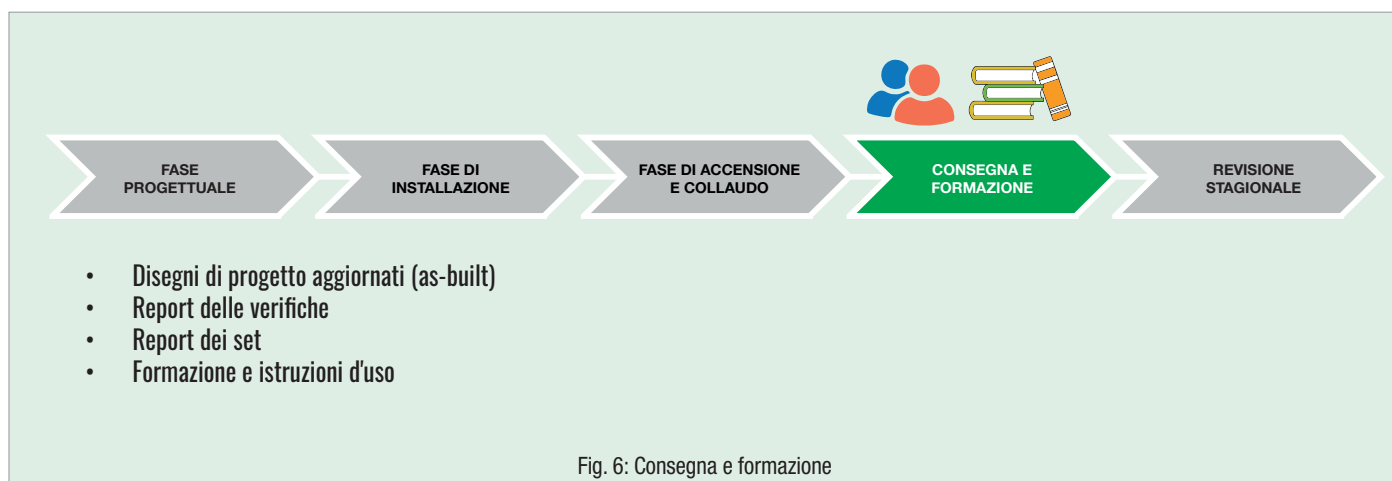 FASE
PROGETTUALE
FASE DI
INSTALLAZIONE
FASE DI ACCENSIONE
E COLLAUDO
CONSEGNA E
FORMAZIONE
REVISIONE
STAGIONALE
• Disegni di progetto aggiornati (as-built)
• Report delle verifiche
• Report dei set
• Formazione e istruzioni d'uso
Fig. 6: Consegna e formazione